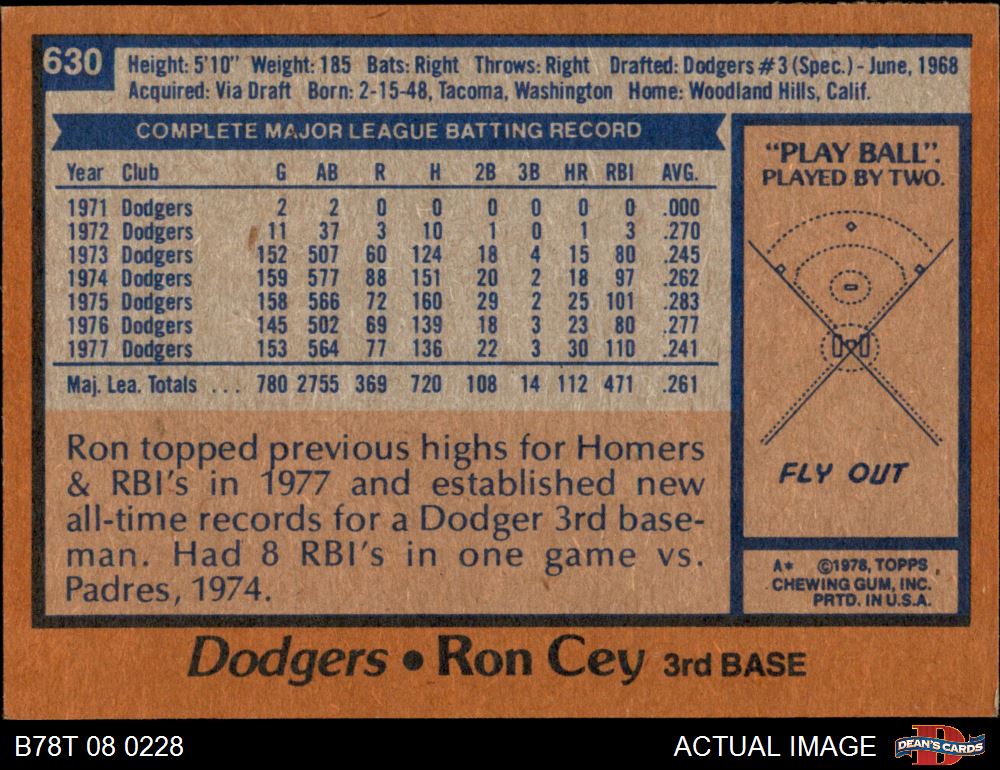 630
Height: 5'10" Weight: 185 Bats: Right Throws: Right Drafted: Dodgers #3 (Spec.) - June, 1968
Acquired: Via Draft Born: 2-15-48, Tacoma, Washington Home: Woodland Hills, Calif.
COMPLETE MAJOR LEAGUE BATTING RECORD
Year Club G AB R H 2B 3B HR RBI AVG.
1971 Dodgers 2 2 0 0 0 0 0 0 .000
1972 Dodgers 11 37 3 10 1 0 1 3 .270
1973 Dodgers 152 507 60 124 18 4 15 80 .245
1974 Dodgers 159 577 88 151 20 2 18 97 .262
1975 Dodgers 158 566 72 160 29 2 25 101 .283
1976 Dodgers 145 502 69 139 18 3 23 80 .277
1977 Dodgers 153 564 77 136 22 3 30 110 .241
Maj. Lea. Totals ... 780 2755 369 720 108 14 112 471 .261
Ron topped previous highs for Homers
& RBI's in 1977 and established new
all-time records for a Dodger 3rd base-
man. Had 8 RBI's in one game vs.
Padres, 1974.
"PLAY BALL".
PLAYED BY TWO.
FLY OUT
A* ©1978, TOPPS
CHEWING GUM, INC.
PRTD. IN U.S.A.
Dodgers • Ron Cey 3rd BASE
B78T 08 0228
ACTUAL IMAGE
D
DEAN'S CARDS